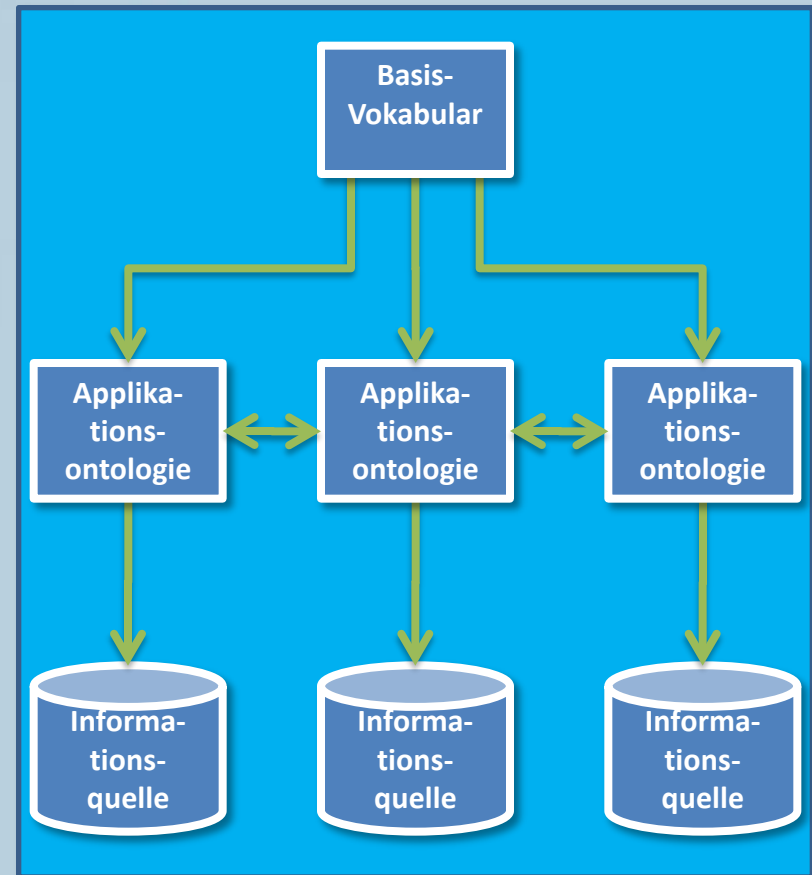 Basis-
Vokabular
Applika-
tions-
ontologie
Applika-
tions-
ontologie
Applika-
tions-
ontologie
Informa-
tions-
quelle
Informa-
tions-
quelle
Informa-
tions-
quelle